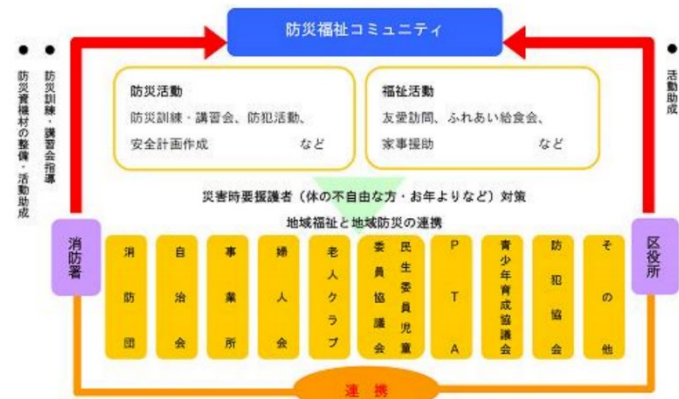 防災福祉コミュニティ
● 防災資機材の整備・活動助成
● 防災訓練・講習会指導
● 活動助成
防災活動
防災訓練・講習会、防犯活動、
安全計画作成 など
福祉活動
友愛訪問、ふれあい給食会、
家事援助 など
災害時要援護者（体の不自由な方・お年よりなど）対策
地域福祉と地域防災の連携
消防署
消防団
自治会
事業所
婦人会
老人クラブ
民生委員児童
委員協議会
PTA
青少年育成協議会
防犯協会
その他
区役所
連携